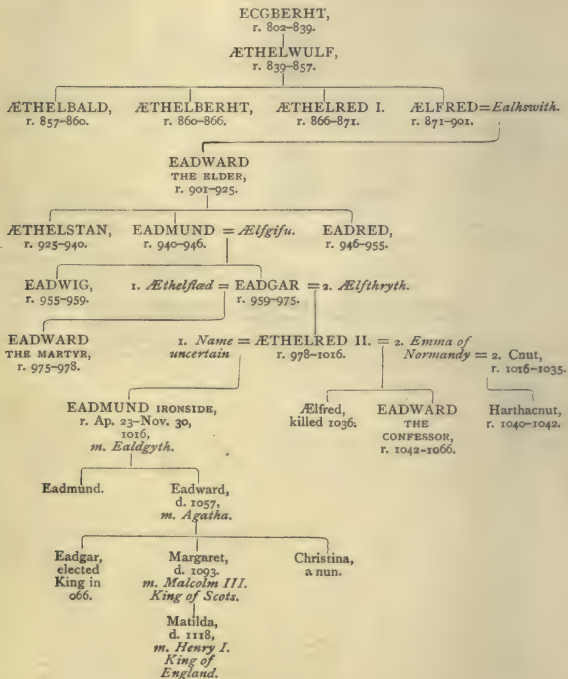 ECGBERHT,
r. 802–839.
ÆTHELWULF,
r. 839–857.
ÆTHELBALD, ÆTHELBERHT, ÆTHELRED I. ÆLFRED=Ealhswith.
r. 857–860. r. 860–866. r. 866–871. r. 871–901.
EADWARD
THE ELDER,
r. 901–925.
ÆTHELSTAN, EADMUND = Ælfgifu. EADRED,
r. 925–940. r. 940–946. r. 946–955.
EADWIG, 1. Æthelflæd = EADGAR = 2. Ælfthryth.
r. 955–959. r. 959–975.
EADWARD 1. Name = ÆTHELRED II. = 2. Emma of
THE MARTYR, uncertain r. 978–1016. Normandy = 2. Cnut,
r. 975–978. r. 1016–1035.
EADMUND IRONSIDE, Ælfred, EADWARD Harthacnut,
r. Ap. 23–Nov. 30, killed 1036. THE r. 1040–1042.
1016, CONFESSOR,
m. Ealdgyth. r. 1042–1066.
Eadmund. Eadward,
d. 1057,
m. Agatha.
Eadgar, Margaret, Christina,
elected d. 1093. a nun.
King in m. Malcolm III.
066. King of Scots.
Matilda,
d. 1118,
m. Henry I.
King of
England.